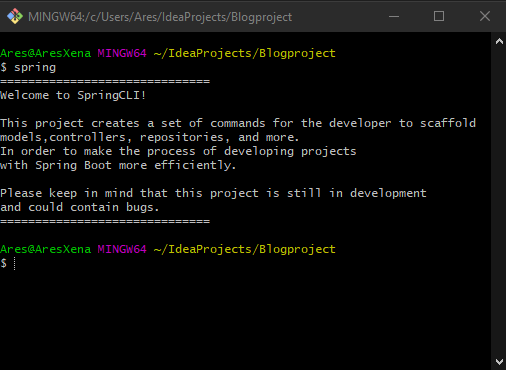 MINGW64:/c/Users/Ares/IdeaProjects/Blogproject
Ares@AresXena MINGW64 ~/IdeaProjects/Blogproject
$ spring
==============================
Welcome to SpringCLI!
This project creates a set of commands for the developer to scaffold
models,controllers, repositories, and more.
In order to make the process of developing projects
with Spring Boot more efficiently.
Please keep in mind that this project is still in development
and could contain bugs.
==============================
Ares@AresXena MINGW64 ~/IdeaProjects/Blogproject
$